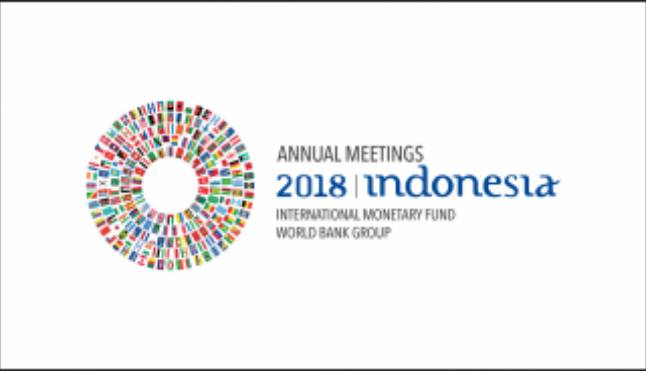 ANNUAL MEETINGS
2018 | indonesia
INTERNATIONAL MONETARY FUND
WORLD BANK GROUP